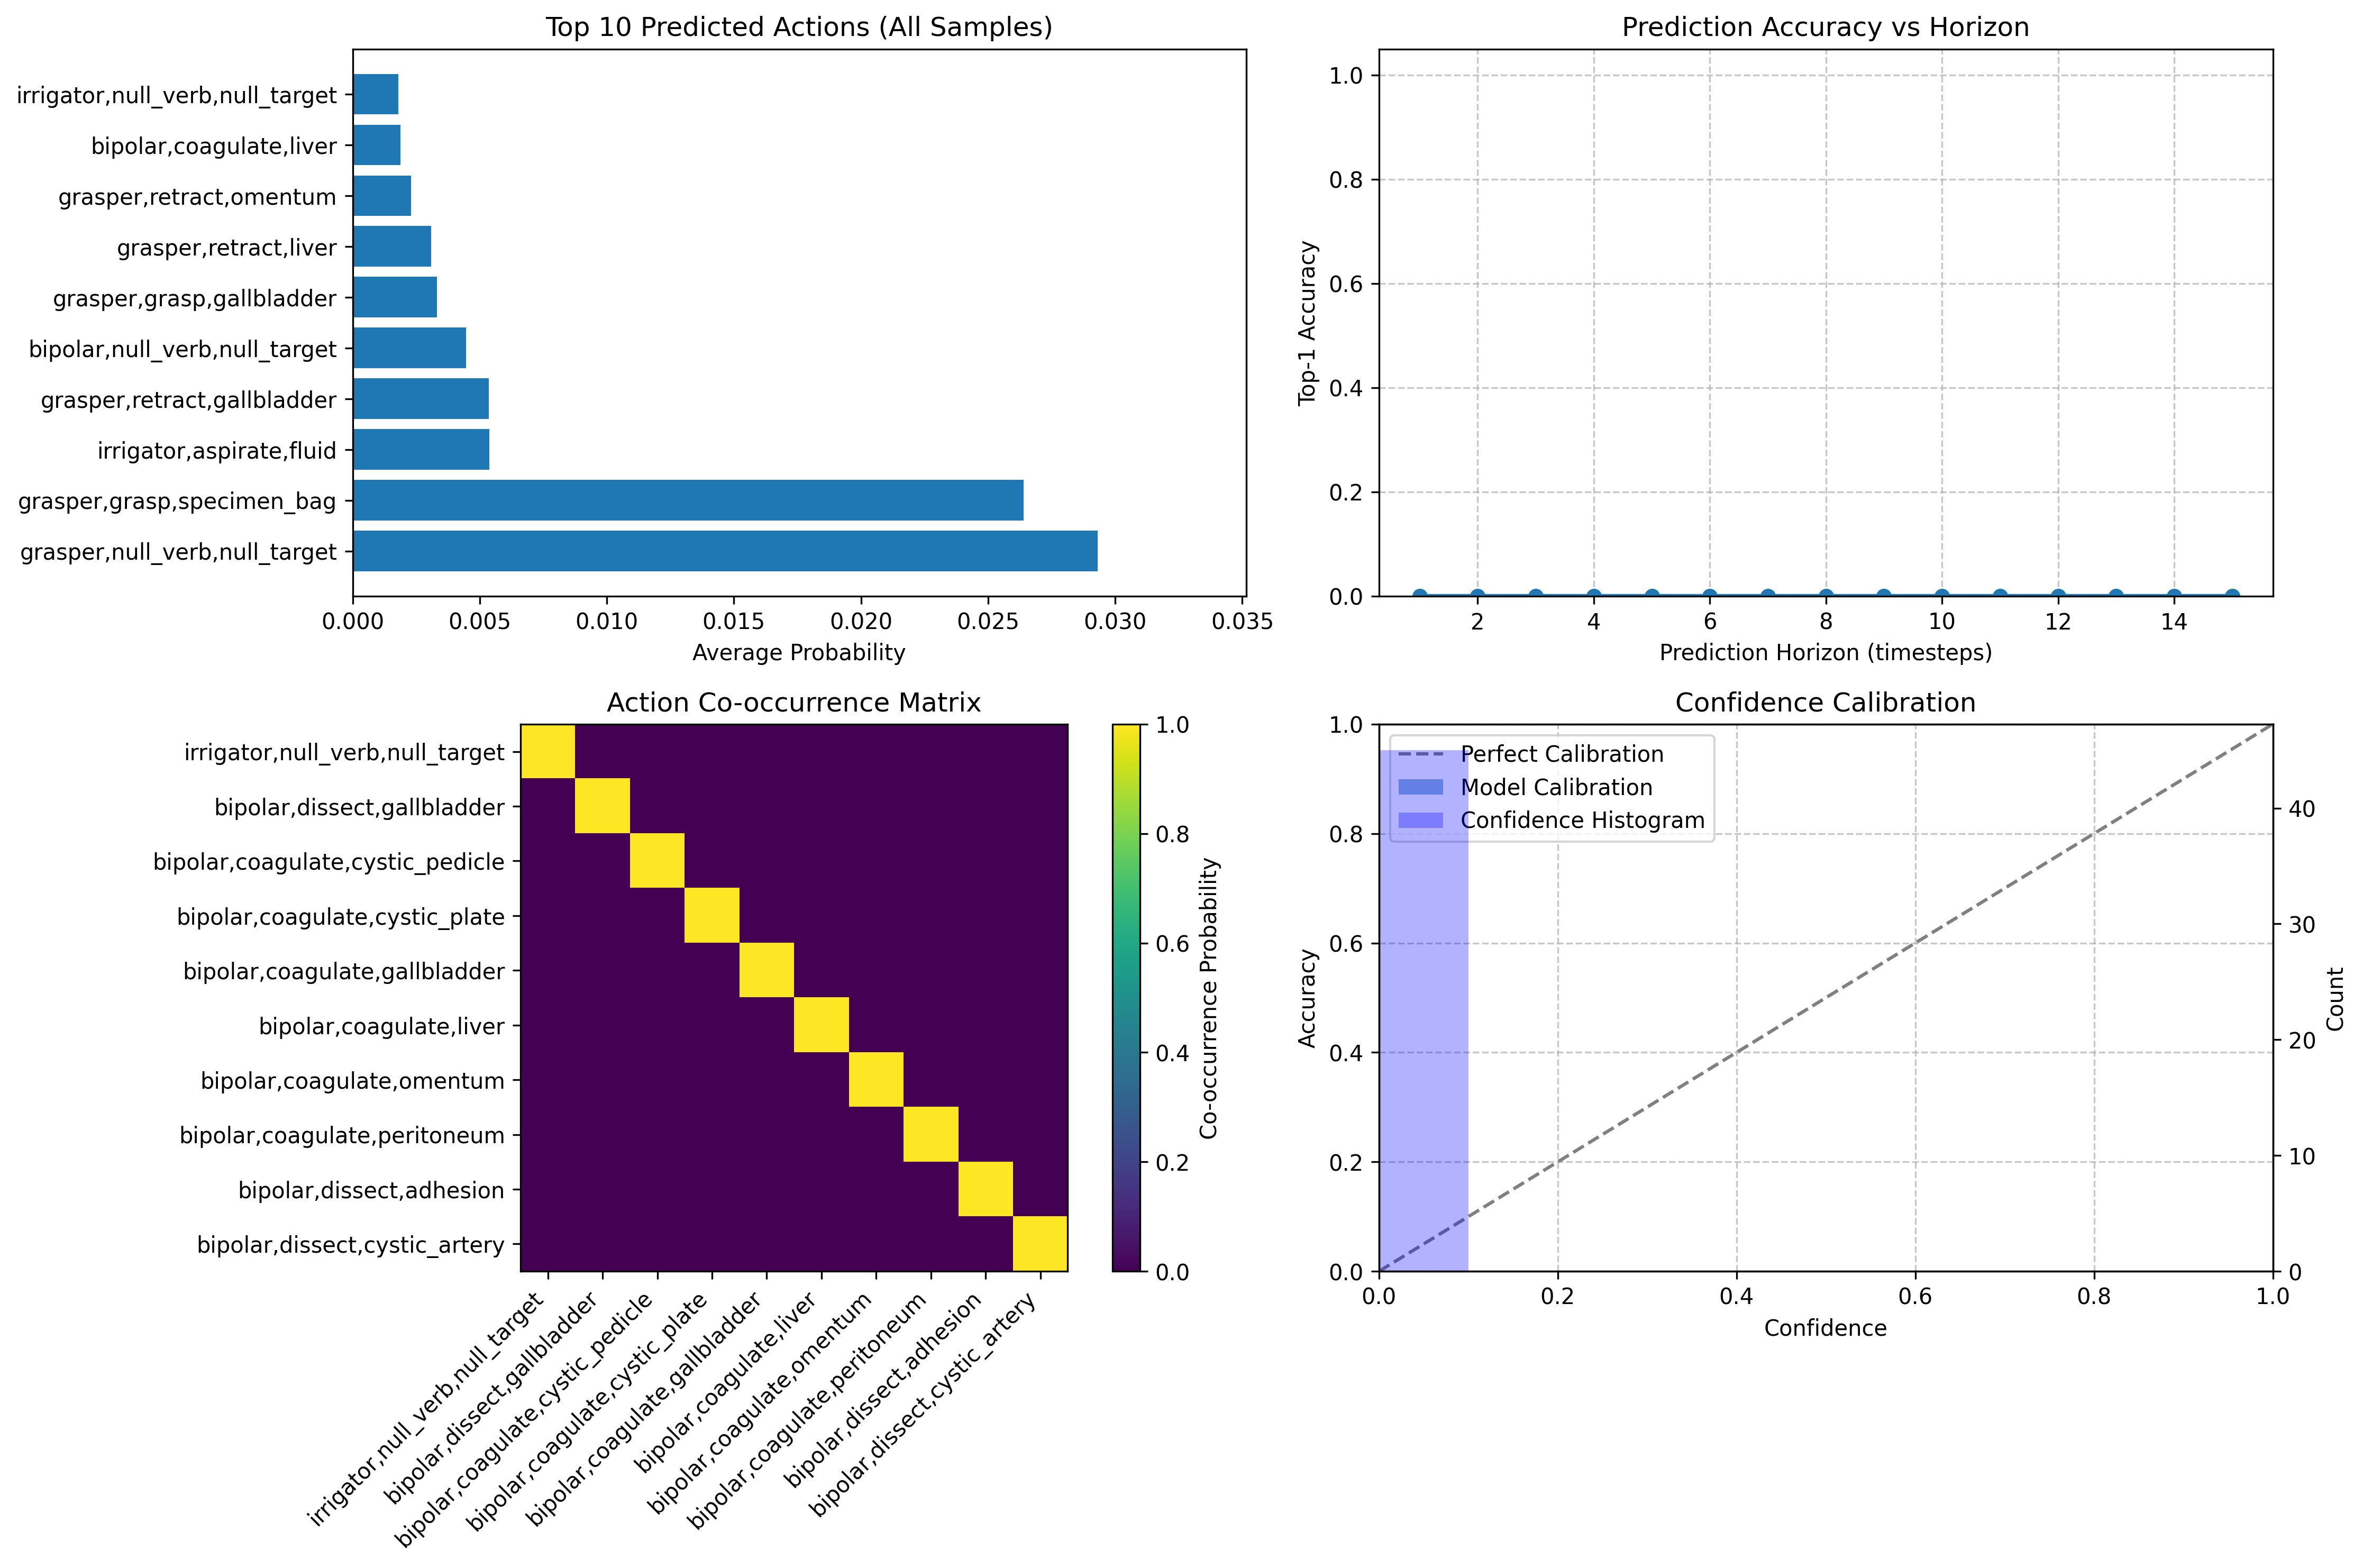 Top 10 Predicted Actions (All Samples)
irrigator,null_verb,null_target
bipolar,coagulate,liver
grasper,retract,omentum
grasper,retract,liver
grasper,grasp,gallbladder
bipolar,null_verb,null_target
grasper,retract,gallbladder
irrigator,aspirate,fluid
grasper,grasp,specimen_bag
grasper,null_verb,null_target
0.000 0.005 0.010 0.015 0.020 0.025 0.030 0.035
Average Probability
Prediction Accuracy vs Horizon
1.0
0.8
0.6
0.4
0.2
0.0
Top-1 Accuracy
2 4 6 8 10 12 14
Prediction Horizon (timesteps)
Action Co-occurrence Matrix
irrigator,null_verb,null_target
bipolar,dissect,gallbladder
bipolar,coagulate,cystic_pedicle
bipolar,coagulate,cystic_plate
bipolar,coagulate,gallbladder
bipolar,coagulate,liver
bipolar,coagulate,omentum
bipolar,coagulate,peritoneum
bipolar,dissect,adhesion
bipolar,dissect,cystic_artery
irrigator,null_verb,null_target
bipolar,dissect,gallbladder
bipolar,coagulate,cystic_pedicle
bipolar,coagulate,cystic_plate
bipolar,coagulate,gallbladder
bipolar,coagulate,liver
bipolar,coagulate,omentum
bipolar,coagulate,peritoneum
bipolar,dissect,adhesion
bipolar,dissect,cystic_artery
1.0
0.8
0.6
0.4
0.2
0.0
Co-occurrence Probability
Confidence Calibration
Perfect Calibration
Model Calibration
Confidence Histogram
1.0
0.8
0.6
0.4
0.2
0.0
Accuracy
0.0 0.2 0.4 0.6 0.8 1.0
Confidence
40
30
20
10
0
Count